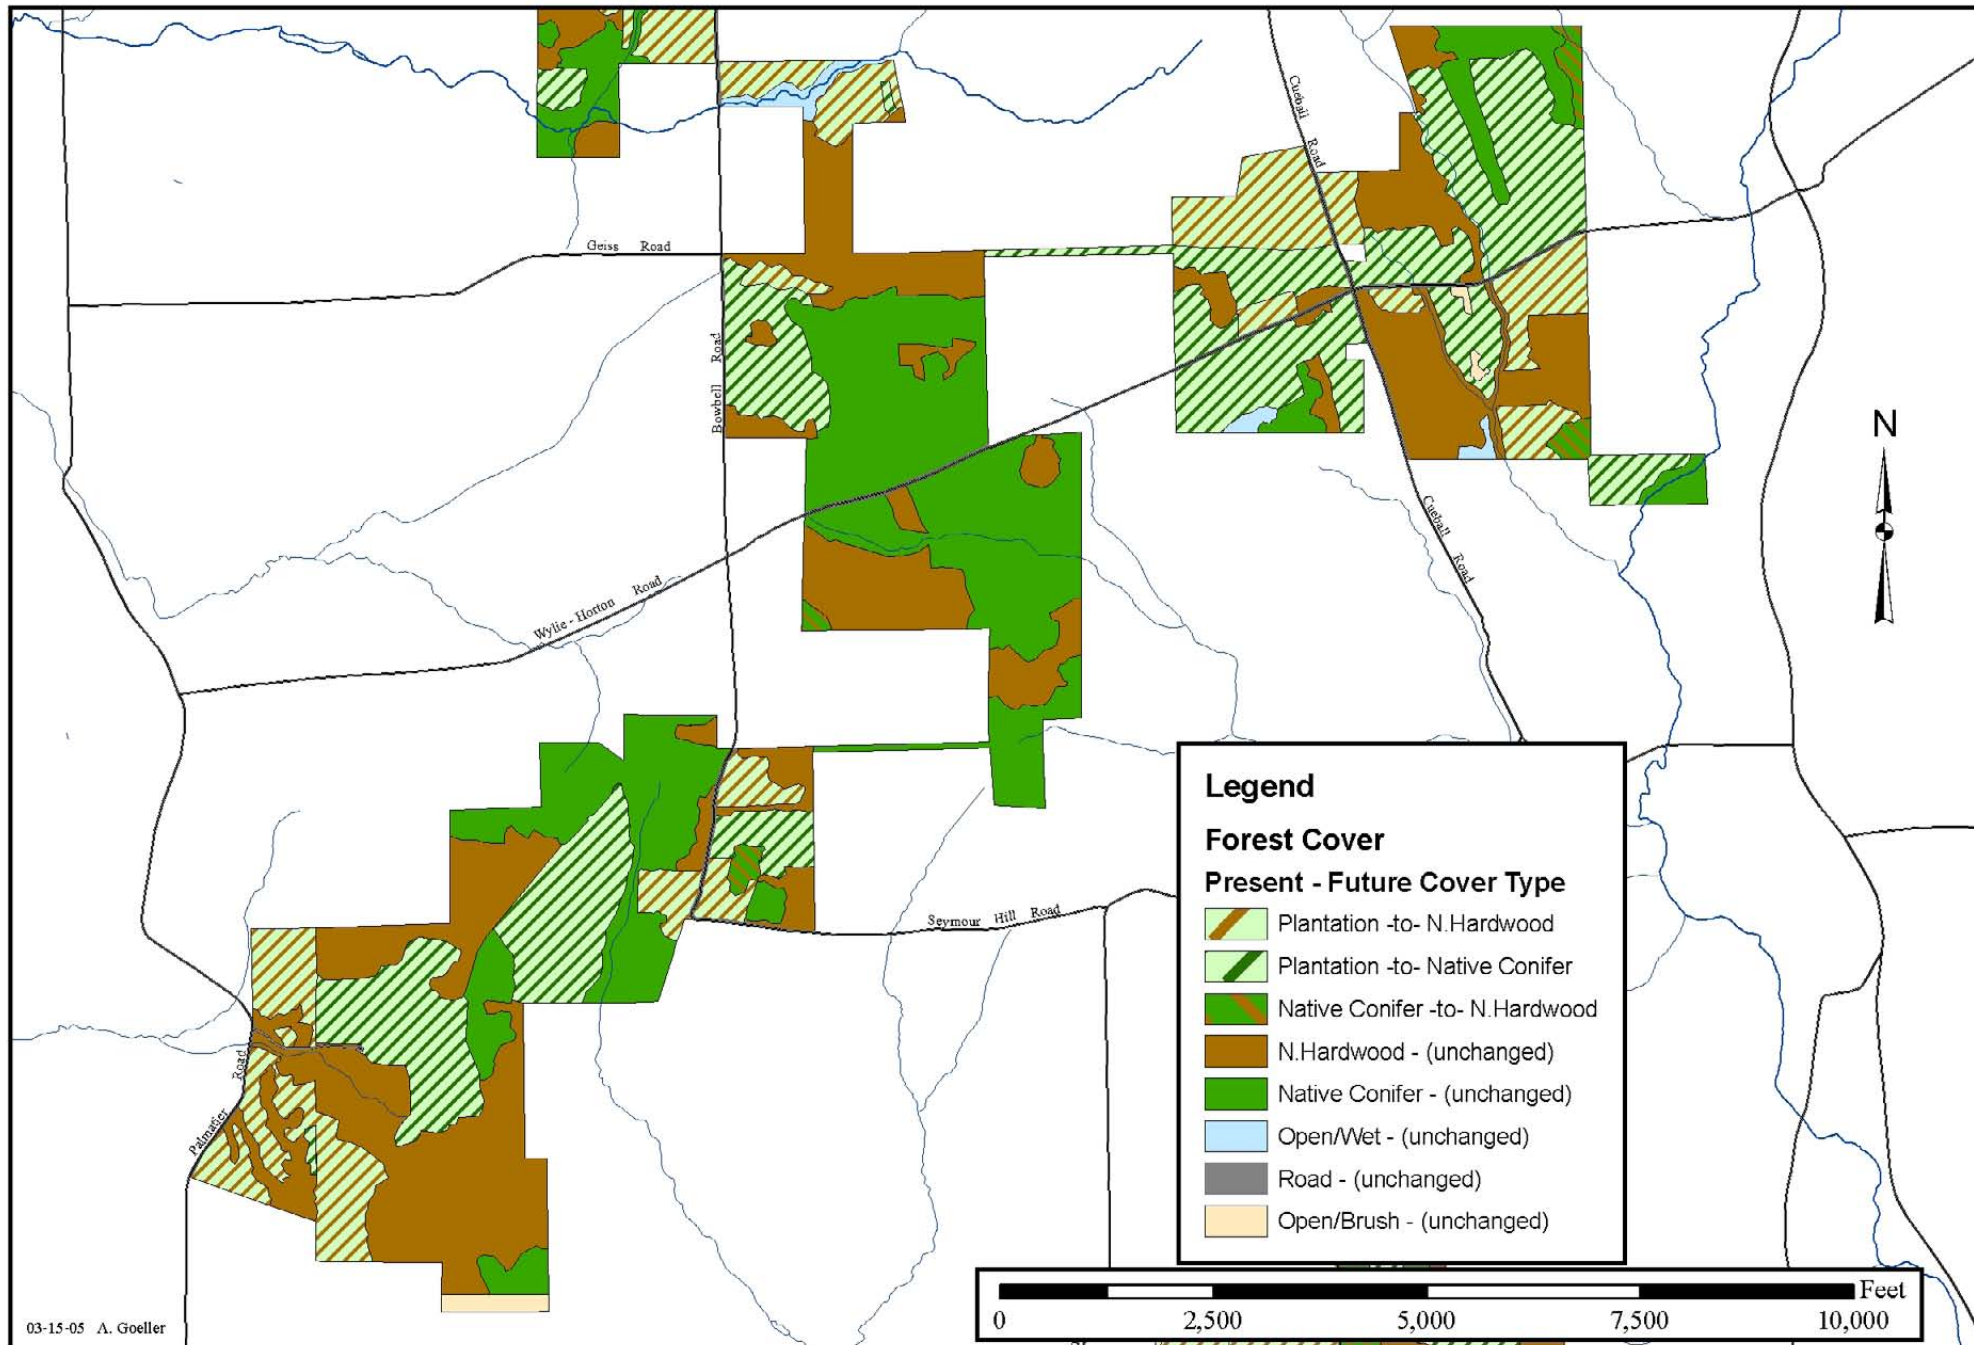 Cueball Road
Geiss Road
Bowbell Road
N
Cueball Road
Wylie - Horton Road
Seymour Hill Road
Palmatier Road
Legend
Forest Cover
Present - Future Cover Type
Plantation -to- N.Hardwood
Plantation -to- Native Conifer
Native Conifer -to- N.Hardwood
N.Hardwood - (unchanged)
Native Conifer - (unchanged)
Open/Wet - (unchanged)
Road - (unchanged)
Open/Brush - (unchanged)
Feet
0 2,500 5,000 7,500 10,000
03-15-05 A. Goeller